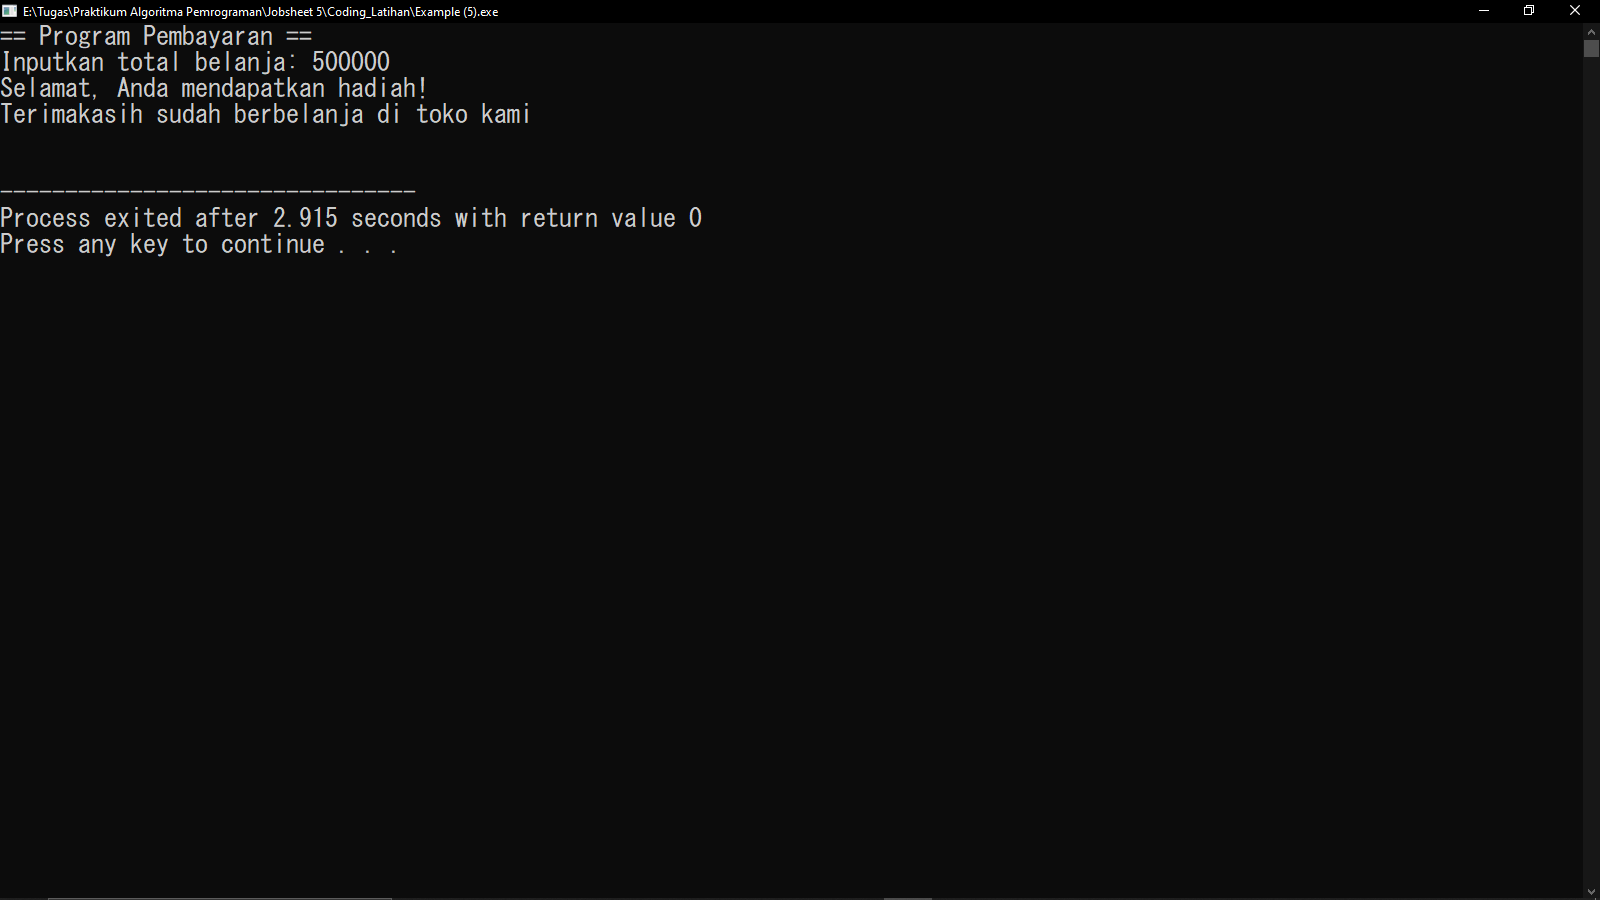 E:\Tugas\Praktikum Algoritma Pemrograman\Jobsheet 5\Coding_Latihan\Example (5).exe
== Program Pembayaran ==
Inputkan total belanja: 500000
Selamat, Anda mendapatkan hadiah!
Terimakasih sudah berbelanja di toko kami
--------------------------------
Process exited after 2.915 seconds with return value 0
Press any key to continue . . .